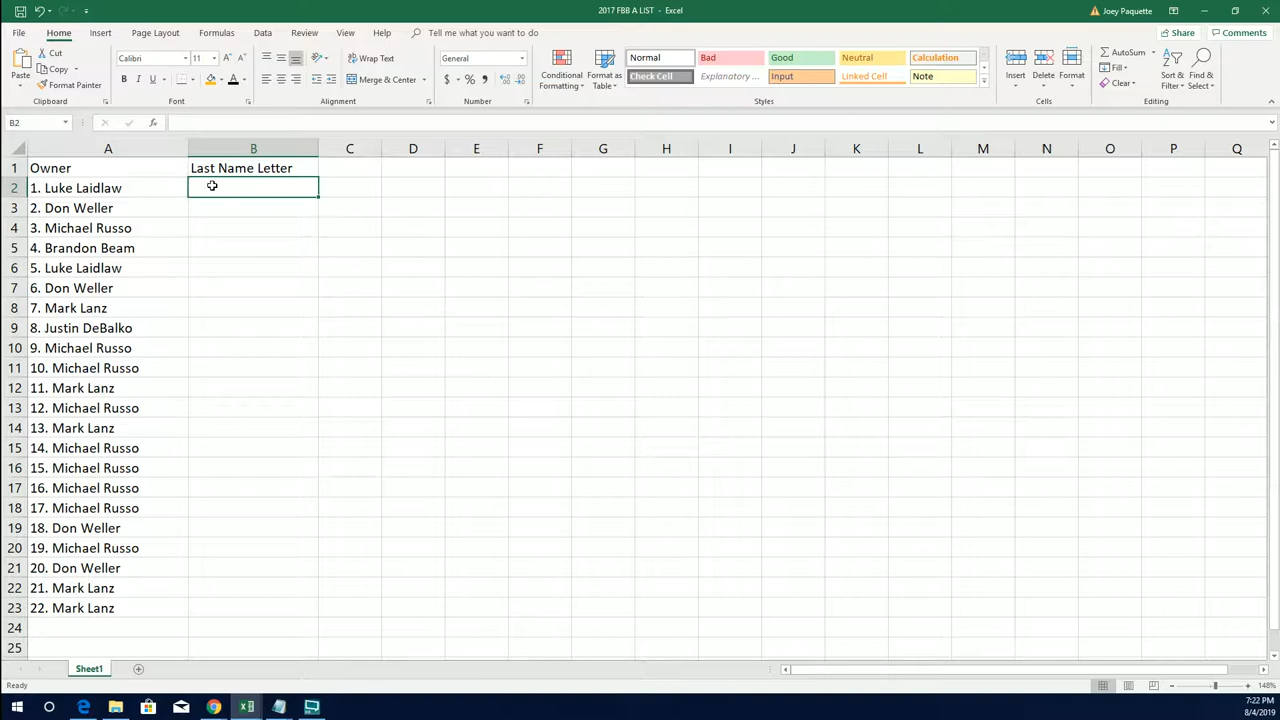 2017 FBB A LIST - Excel
Joey Paquette
File Home Insert Page Layout Formulas Data Review View Help Tell me what you want to do
Share Comments
Paste
Cut
Copy
Format Painter
Clipboard
Calibri 11
B I U
Font
Wrap Text
Merge & Center
Alignment
General
$ % ,
Number
Conditional Formatting
Format as Table
Normal Bad Good Neutral Calculation
Check Cell Explanatory ... Input Linked Cell Note
Styles
Insert Delete Format
Cells
AutoSum
Fill
Clear
Sort & Filter
Find & Select
Editing
B2
fx
A B C D E F G H I J K L M N O P Q
1 Owner Last Name Letter
2 1. Luke Laidlaw
3 2. Don Weller
4 3. Michael Russo
5 4. Brandon Beam
6 5. Luke Laidlaw
7 6. Don Weller
8 7. Mark Lanz
9 8. Justin DeBalko
10 9. Michael Russo
11 10. Michael Russo
12 11. Mark Lanz
13 12. Michael Russo
14 13. Mark Lanz
15 14. Michael Russo
16 15. Michael Russo
17 16. Michael Russo
18 17. Michael Russo
19 18. Don Weller
20 19. Michael Russo
21 20. Don Weller
22 21. Mark Lanz
23 22. Mark Lanz
24
25
Sheet1
Ready
148%
7:22 PM
8/4/2019